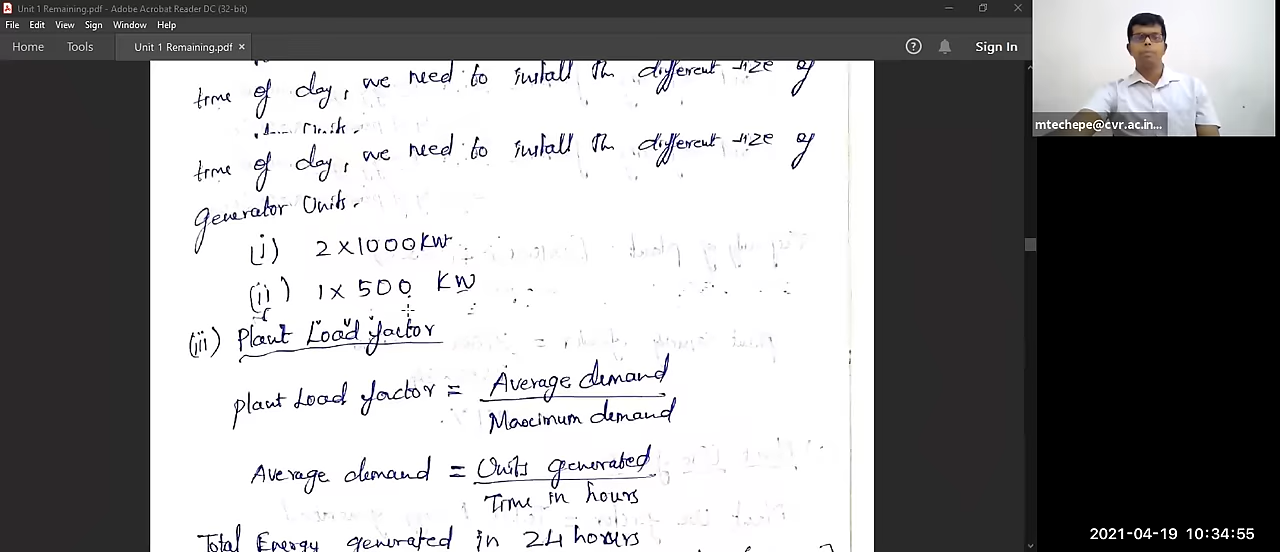 Unit 1 Remaining.pdf - Adobe Acrobat Reader DC (32-bit)
File Edit View Sign Window Help
Home Tools Unit 1 Remaining.pdf × Sign In
mtechepe@cvr.ac.in...
time of day, we need to install the different size of
time of day, we need to install the different size of
generator Units.
(i) 2 x 1000 KW
(ii) 1 x 500 KW
(iii) Plant Load factor
plant Load factor = Average demand
Maximum demand
Average demand = Units generated
Time in hours
Total Energy generated in 24 hours
2021-04-19 10:34:55